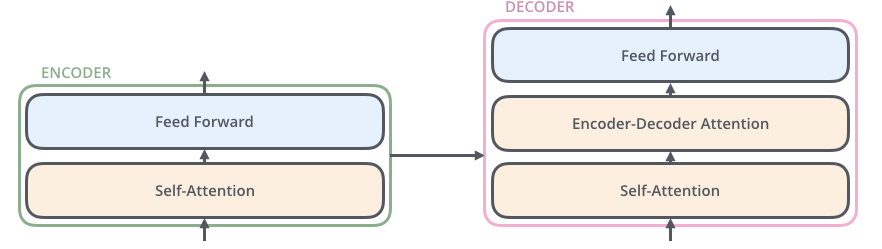 ENCODER
Feed Forward
Self-Attention
DECODER
Feed Forward
Encoder-Decoder Attention
Self-Attention